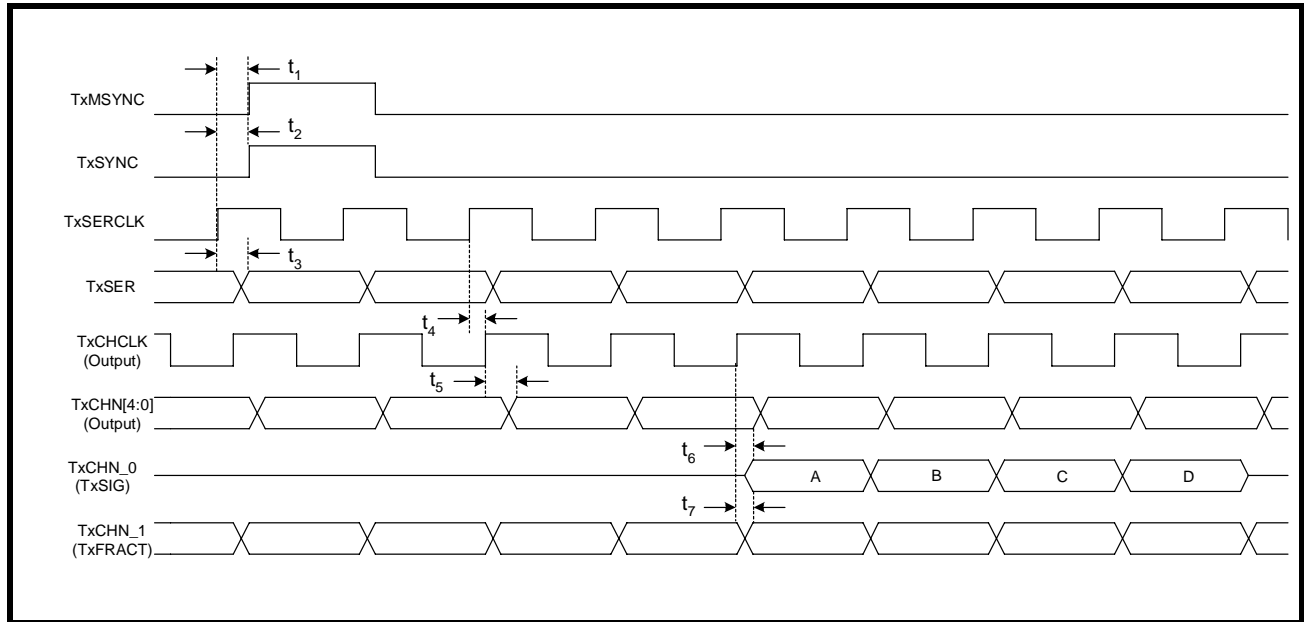 t1
TxMSYNC
t2
TxSYNC
TxSERCLK
t3
TxSER
t4
TxCHCLK
(Output)
t5
TxCHN[4:0]
(Output)
t6
TxCHN_0
(TxSIG)
A B C D
t7
TxCHN_1
(TxFRACT)